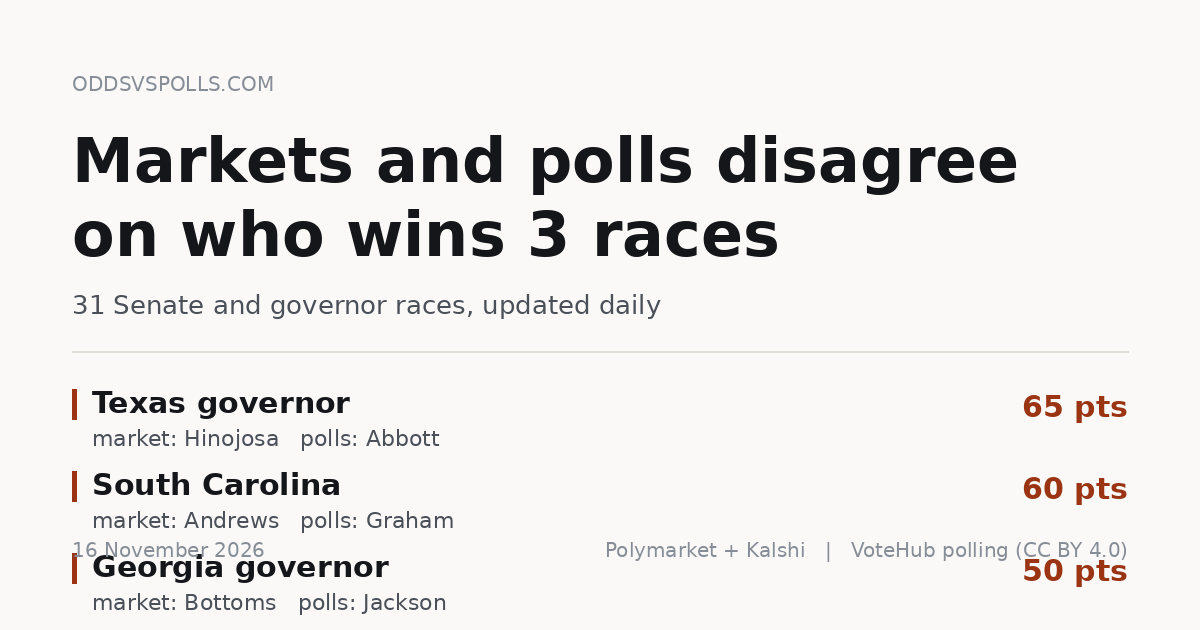 ODDSVSPOLLS.COM
Markets and polls disagree
on who wins 3 races
31 Senate and governor races, updated daily
Texas governor 65 pts
market: Hinojosa polls: Abbott
South Carolina 60 pts
market: Andrews polls: Graham
16 November 2026 Polymarket + Kalshi | VoteHub polling (CC BY 4.0)
Georgia governor 50 pts
market: Bottoms polls: Jackson